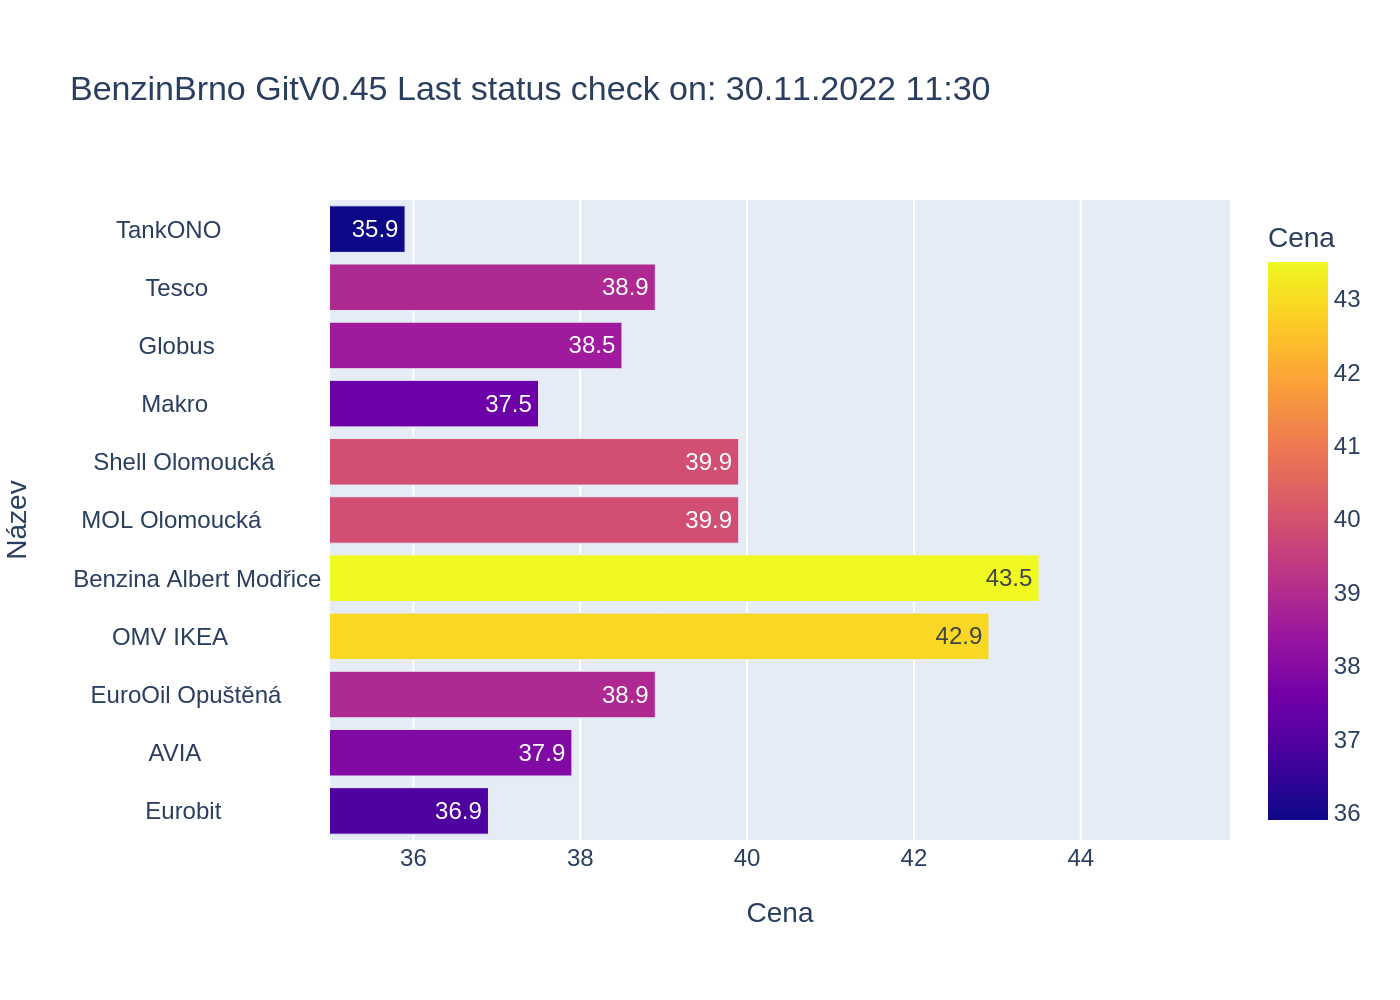 BenzinBrno GitV0.45 Last status check on: 30.11.2022 11:30
TankONO 35.9
Tesco 38.9
Globus 38.5
Makro 37.5
Shell Olomoucká 39.9
MOL Olomoucká 39.9
Benzina Albert Modřice 43.5
OMV IKEA 42.9
EuroOil Opuštěná 38.9
AVIA 37.9
Eurobit 36.9
Název
36 38 40 42 44
Cena
Cena
43
42
41
40
39
38
37
36